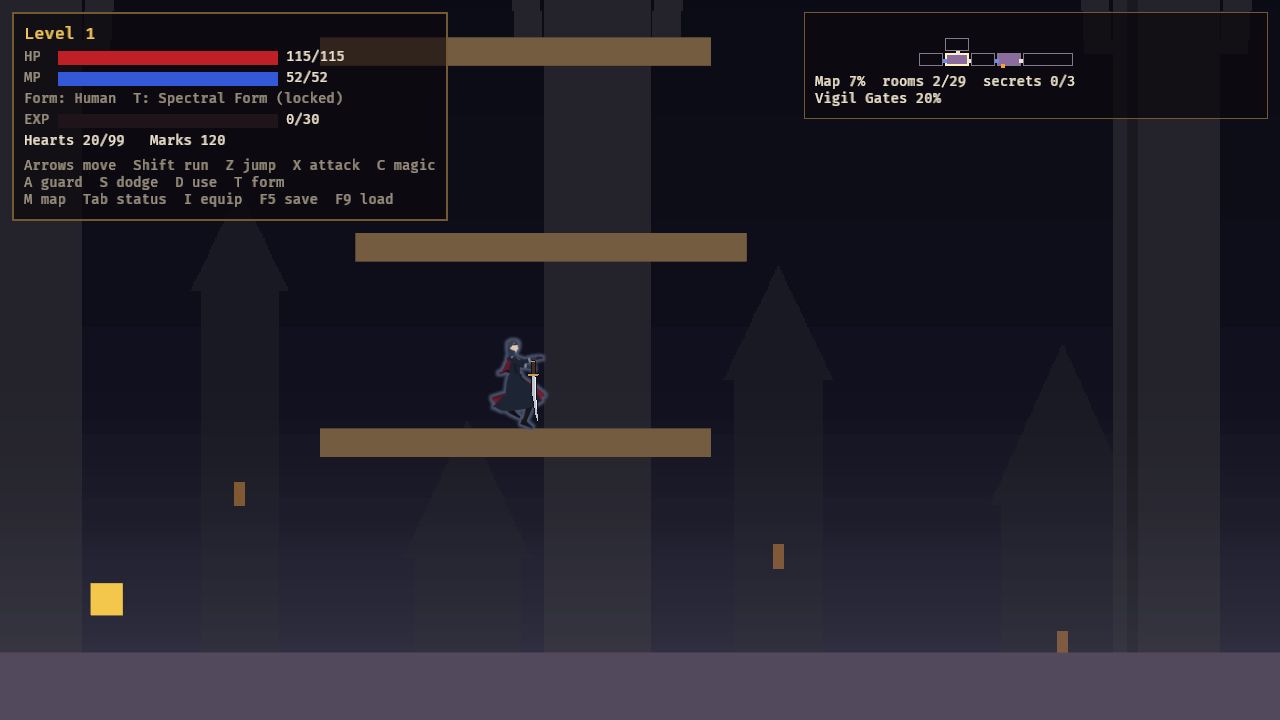 Level 1
HP 115/115
MP 52/52
Form: Human  T: Spectral Form (locked)
EXP 0/30
Hearts 20/99  Marks 120
Arrows move  Shift run  Z jump  X attack  C magic
A guard  S dodge  D use  T form
M map  Tab status  I equip  F5 save  F9 load
Map 7%  rooms 2/29  secrets 0/3
Vigil Gates 20%